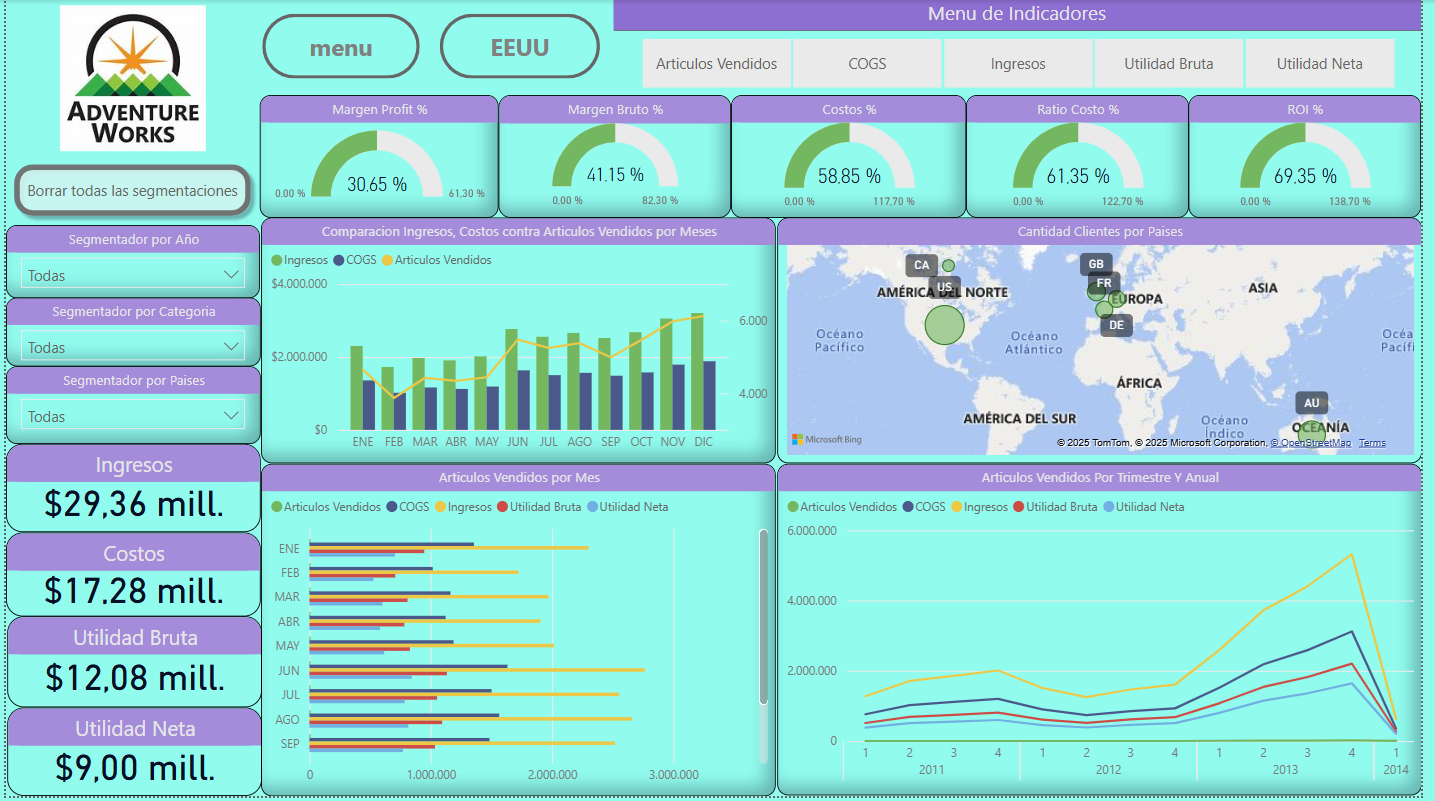 ADVENTURE
WORKS
menu
EEUU
Menu de Indicadores
Articulos Vendidos
COGS
Ingresos
Utilidad Bruta
Utilidad Neta
Borrar todas las segmentaciones
Margen Profit %
30,65 %
0,00 %
61,30 %
Margen Bruto %
41,15 %
0,00 %
82,30 %
Costos %
58,85 %
0,00 %
117,70 %
Ratio Costo %
61,35 %
0,00 %
122,70 %
ROI %
69,35 %
0,00 %
138,70 %
Segmentador por Año
Todas
Segmentador por Categoria
Todas
Segmentador por Paises
Todas
Ingresos
$29,36 mill.
Costos
$17,28 mill.
Utilidad Bruta
$12,08 mill.
Utilidad Neta
$9,00 mill.
Comparacion Ingresos, Costos contra Articulos Vendidos por Meses
Ingresos COGS Articulos Vendidos
$4.000.000
$2.000.000
$0
6.000
4.000
ENE FEB MAR ABR MAY JUN JUL AGO SEP OCT NOV DIC
Cantidad Clientes por Paises
CA
US
GB
FR
DE
AU
AMÉRICA DEL NORTE
EUROPA
ASIA
Océano
Pacífico
Océano
Atlántico
Océano
Pacífi
ÁFRICA
AMÉRICA DEL SUR
Océano
Índico
OCEANÍA
Microsoft Bing
© 2025 TomTom, © 2025 Microsoft Corporation, © OpenStreetMap Terms
Articulos Vendidos por Mes
Articulos Vendidos COGS Ingresos Utilidad Bruta Utilidad Neta
ENE
FEB
MAR
ABR
MAY
JUN
JUL
AGO
SEP
0 1.000.000 2.000.000 3.000.000
Articulos Vendidos Por Trimestre Y Anual
Articulos Vendidos COGS Ingresos Utilidad Bruta Utilidad Neta
6.000.000
4.000.000
2.000.000
0
1 2 3 4 1 2 3 4 1 2 3 4 1
2011 2012 2013 2014